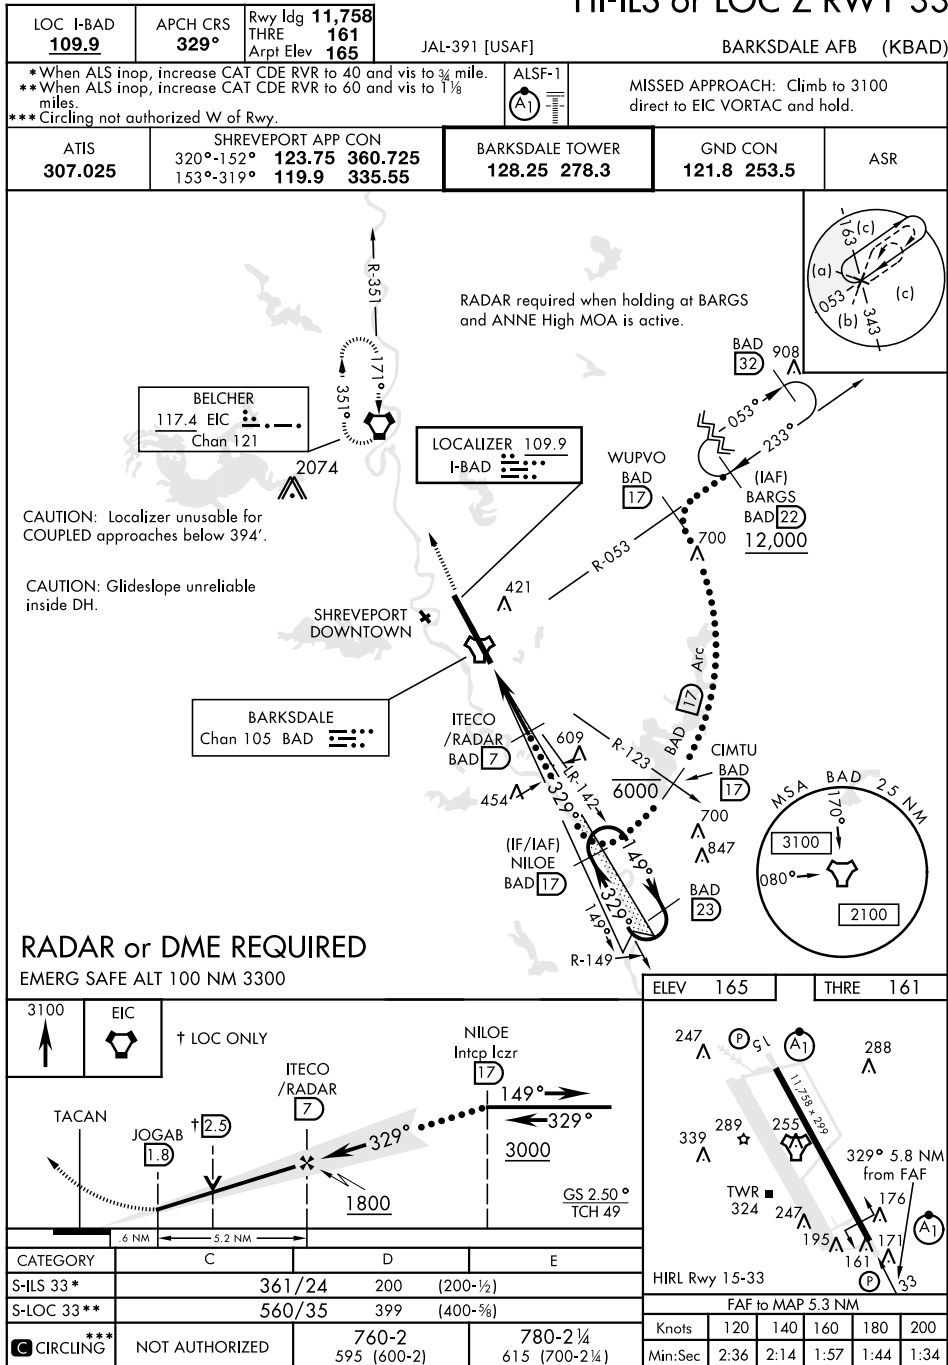 HI-ILS or LOC Z RWY 33
LOC I-BAD
109.9
APCH CRS
329°
Rwy ldg 11,758
THRE 161
Arpt Elev 165
JAL-391 [USAF]
BARKSDALE AFB (KBAD)
* When ALS inop, increase CAT CDE RVR to 40 and vis to ¾ mile.
** When ALS inop, increase CAT CDE RVR to 60 and vis to 1⅛
miles.
*** Circling not authorized W of Rwy.
ALSF-1
A1
MISSED APPROACH: Climb to 3100
direct to EIC VORTAC and hold.
ATIS
307.025
SHREVEPORT APP CON
320°-152° 123.75 360.725
153°-319° 119.9 335.55
BARKSDALE TOWER
128.25 278.3
GND CON
121.8 253.5
ASR
163
(c)
(a)
053
(b)
343
(c)
R-351
171°
351°
RADAR required when holding at BARGS
and ANNE High MOA is active.
BAD
32
908
053°
233°
BELCHER
117.4 EIC
Chan 121
2074
LOCALIZER 109.9
I-BAD
WUPVO
BAD
17
(IAF)
BARGS
BAD 22
12,000
CAUTION: Localizer unusable for
COUPLED approaches below 394'.
CAUTION: Glideslope unreliable
inside DH.
R-053
700
421
SHREVEPORT
DOWNTOWN
BARKSDALE
Chan 105 BAD
BAD 17 Arc
ITECO
/RADAR
BAD 7
609
R-123
CIMTU
BAD
17
6000
LR-142
454
329°
700
847
(IF/IAF)
NILOE
BAD 17
149°
329°
BAD
23
149°
R-149
MSA BAD 25 NM
170°
3100
080°
2100
RADAR or DME REQUIRED
EMERG SAFE ALT 100 NM 3300
ELEV 165
THRE 161
3100
EIC
† LOC ONLY
NILOE
Intcp lczr
17
ITECO
/RADAR
7
149°
329°
329°
3000
TACAN
JOGAB
1.8
† 2.5
1800
GS 2.50°
TCH 49
.6 NM
5.2 NM
247
P
15
A1
288
11,758 x 299
289
255
339
329° 5.8 NM
from FAF
TWR
324
247
176
195
171
A1
161
P
33
HIRL Rwy 15-33
CATEGORY C D E
S-ILS 33 * 361/24 200 (200-½)
S-LOC 33 ** 560/35 399 (400-⅝)
C CIRCLING *** NOT AUTHORIZED 760-2 595 (600-2) 780-2¼ 615 (700-2¼)
FAF to MAP 5.3 NM
Knots 120 140 160 180 200
Min:Sec 2:36 2:14 1:57 1:44 1:34